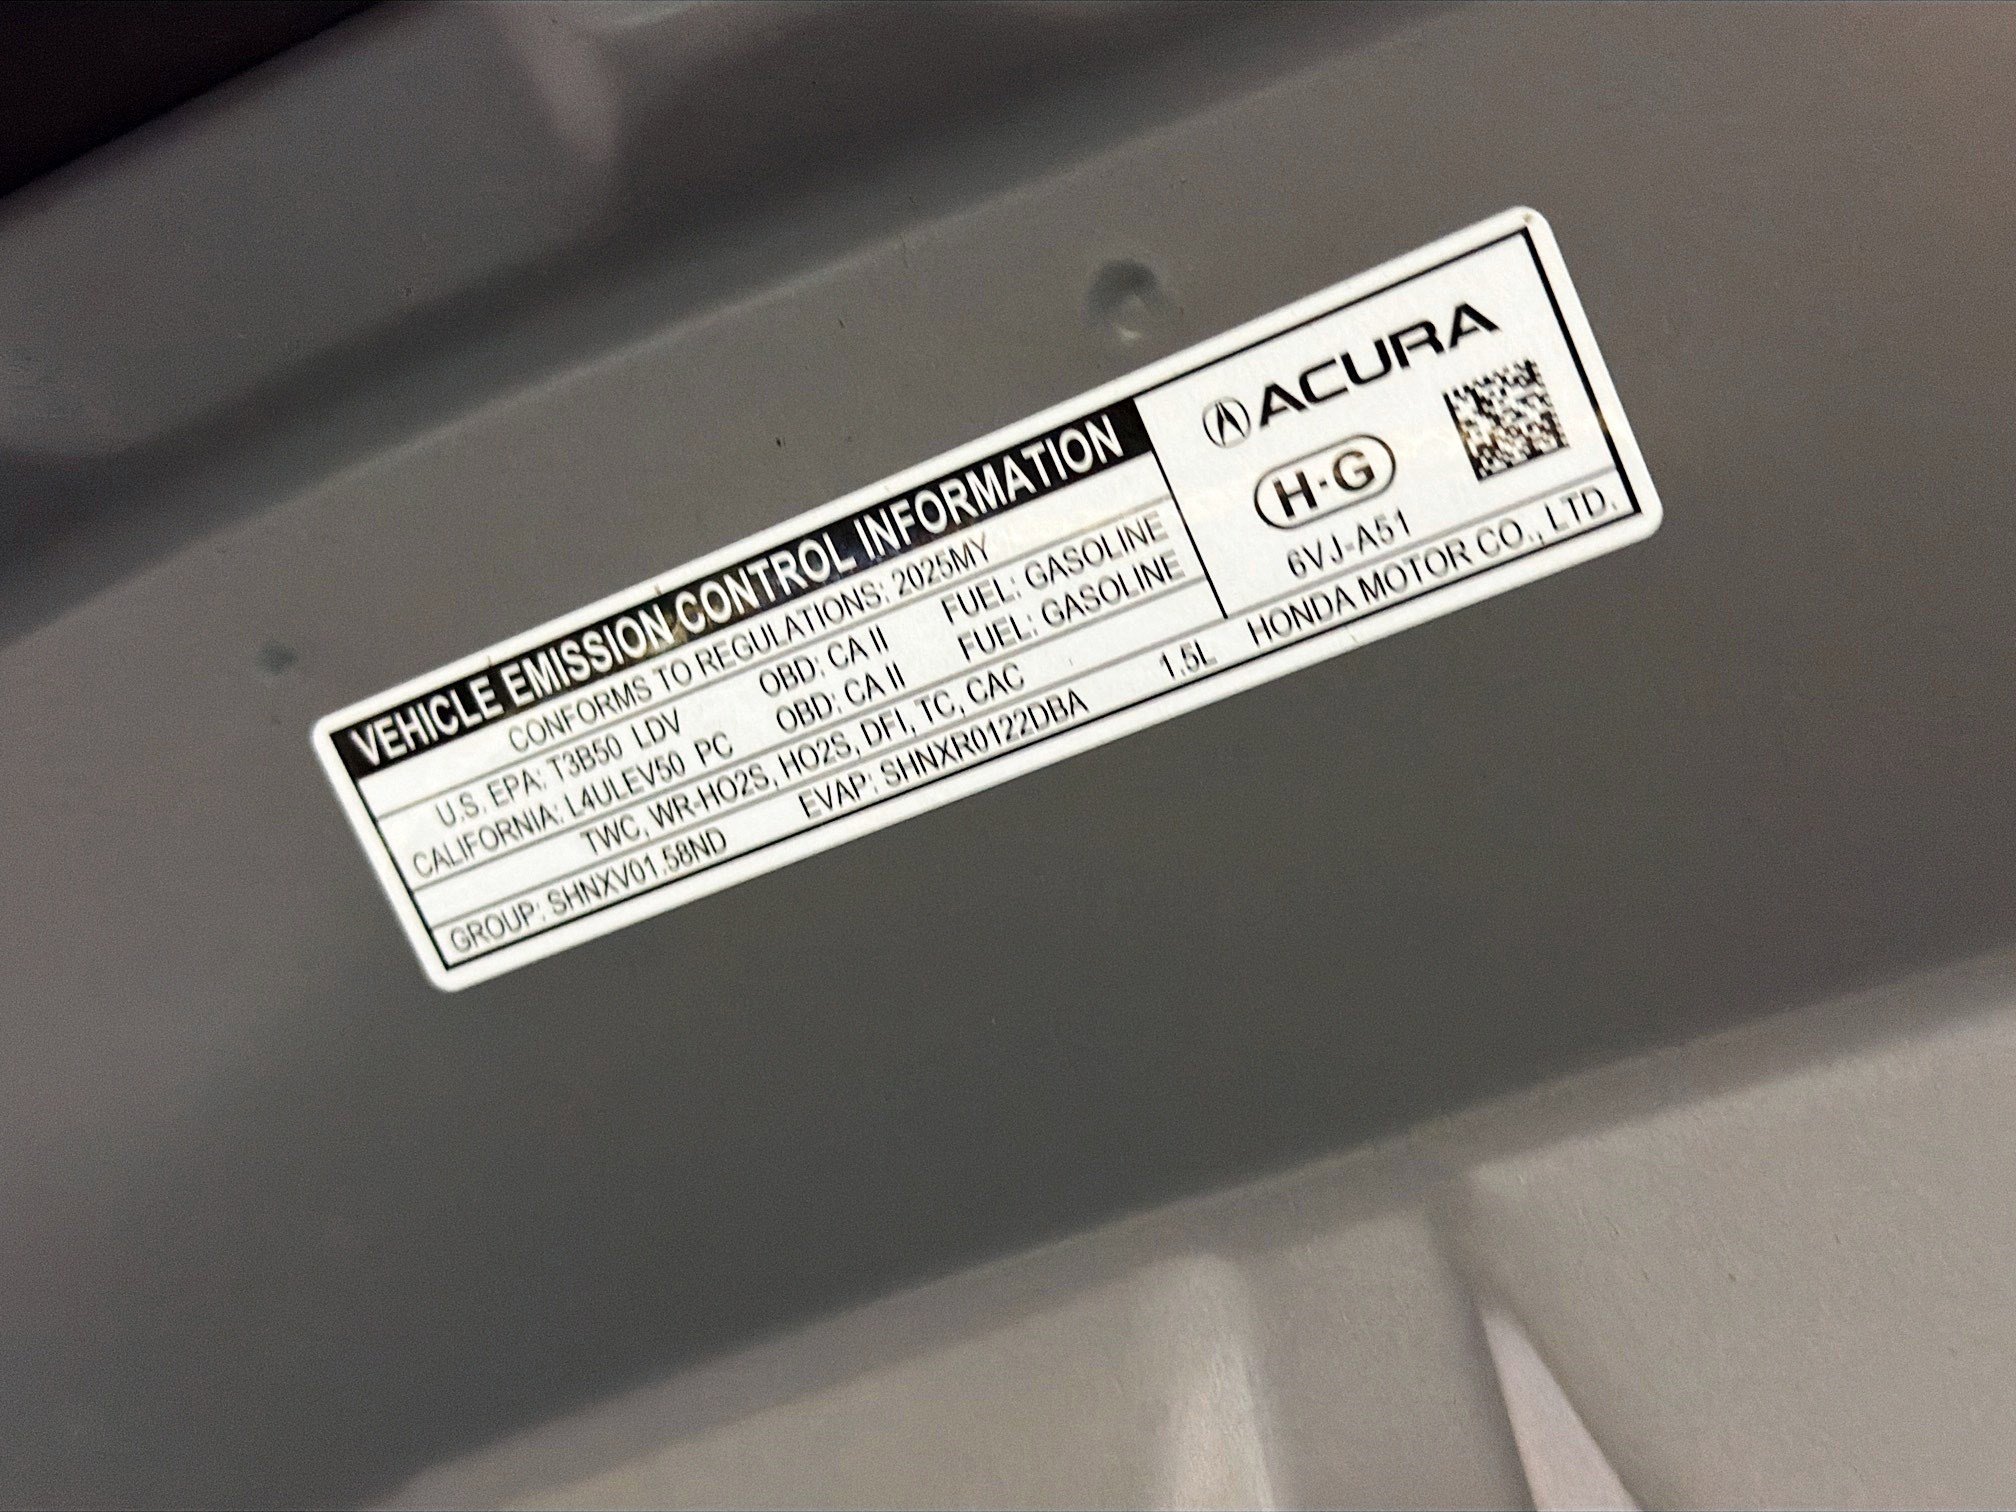 VEHICLE EMISSION CONTROL INFORMATION
CONFORMS TO REGULATIONS: 2025MY
U.S. EPA: T3B50 LDV OBD: CA II FUEL: GASOLINE
CALIFORNIA: L4ULEV50 PC OBD: CA II FUEL: GASOLINE
TWC, WR-HO2S, HO2S, DFI, TC, CAC
GROUP: SHNXV01.58ND EVAP: SHNXR0122DBA 1.5L HONDA MOTOR CO., LTD.
ACURA
H-G
6VJ-A51